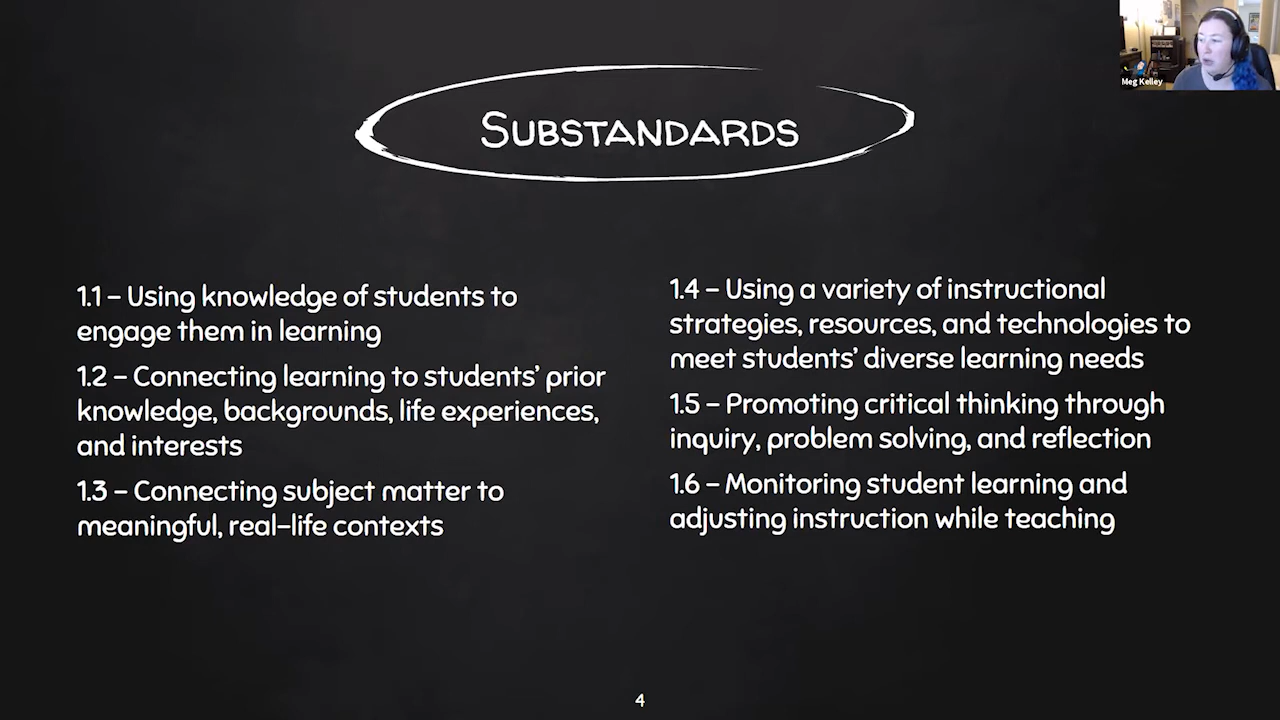 Meg Kelley
SUBSTANDARDS
1.1 – Using knowledge of students to
engage them in learning
1.2 – Connecting learning to students’ prior
knowledge, backgrounds, life experiences,
and interests
1.3 – Connecting subject matter to
meaningful, real-life contexts
1.4 – Using a variety of instructional
strategies, resources, and technologies to
meet students’ diverse learning needs
1.5 – Promoting critical thinking through
inquiry, problem solving, and reflection
1.6 – Monitoring student learning and
adjusting instruction while teaching
4